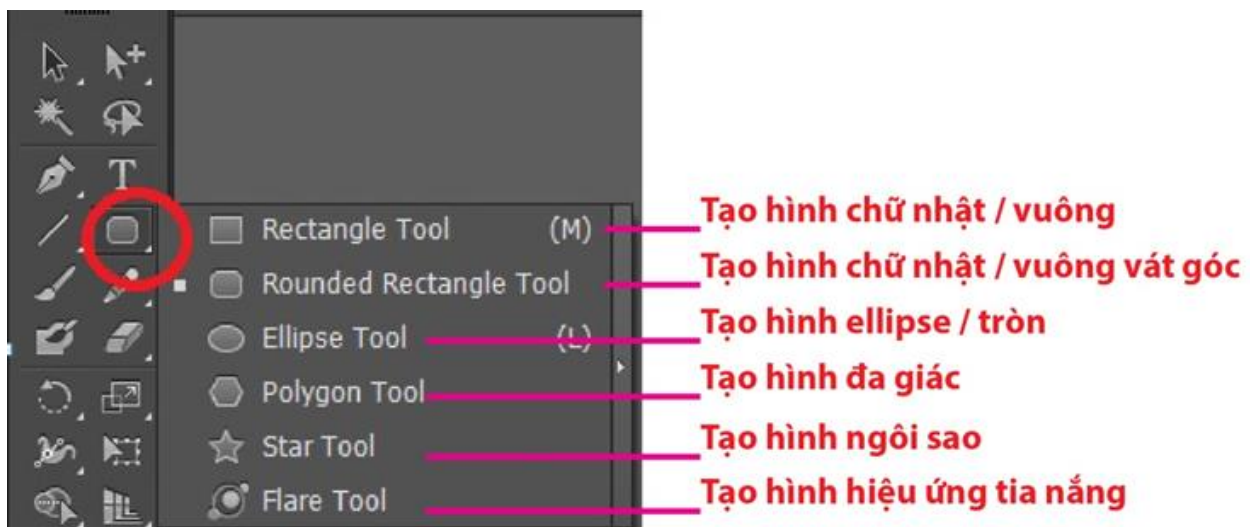 T
Rectangle Tool (M) Tạo hình chữ nhật / vuông
Rounded Rectangle Tool Tạo hình chữ nhật / vuông vát góc
Ellipse Tool (L) Tạo hình ellipse / tròn
Polygon Tool Tạo hình đa giác
Star Tool Tạo hình ngôi sao
Flare Tool Tạo hình hiệu ứng tia nắng